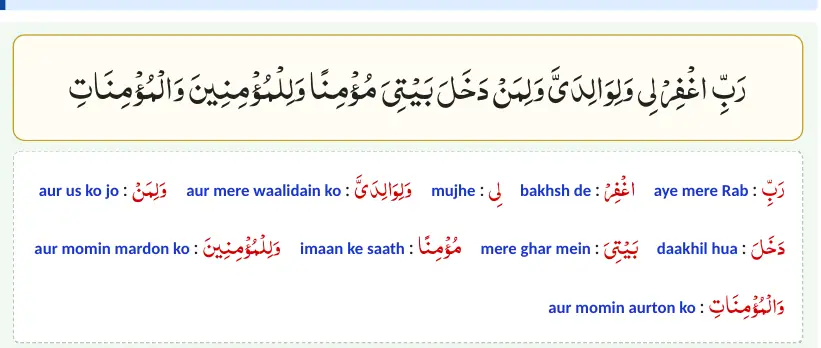 رَبِّ اغْفِرْ لِی وَلِوَالِدَیَّ وَلِمَنْ دَخَلَ بَیْتِیَ مُؤْمِنًا وَلِلْمُؤْمِنِینَ وَالْمُؤْمِنَاتِ
رَبِّ : aye mere Rab اغْفِرْ : bakhsh de لِی : mujhe وَلِوَالِدَیَّ : aur mere waalidain ko وَلِمَنْ : aur us ko jo
دَخَلَ : daakhil hua بَیْتِیَ : mere ghar mein مُؤْمِنًا : imaan ke saath وَلِلْمُؤْمِنِینَ : aur momin mardon ko
وَالْمُؤْمِنَاتِ : aur momin aurton ko